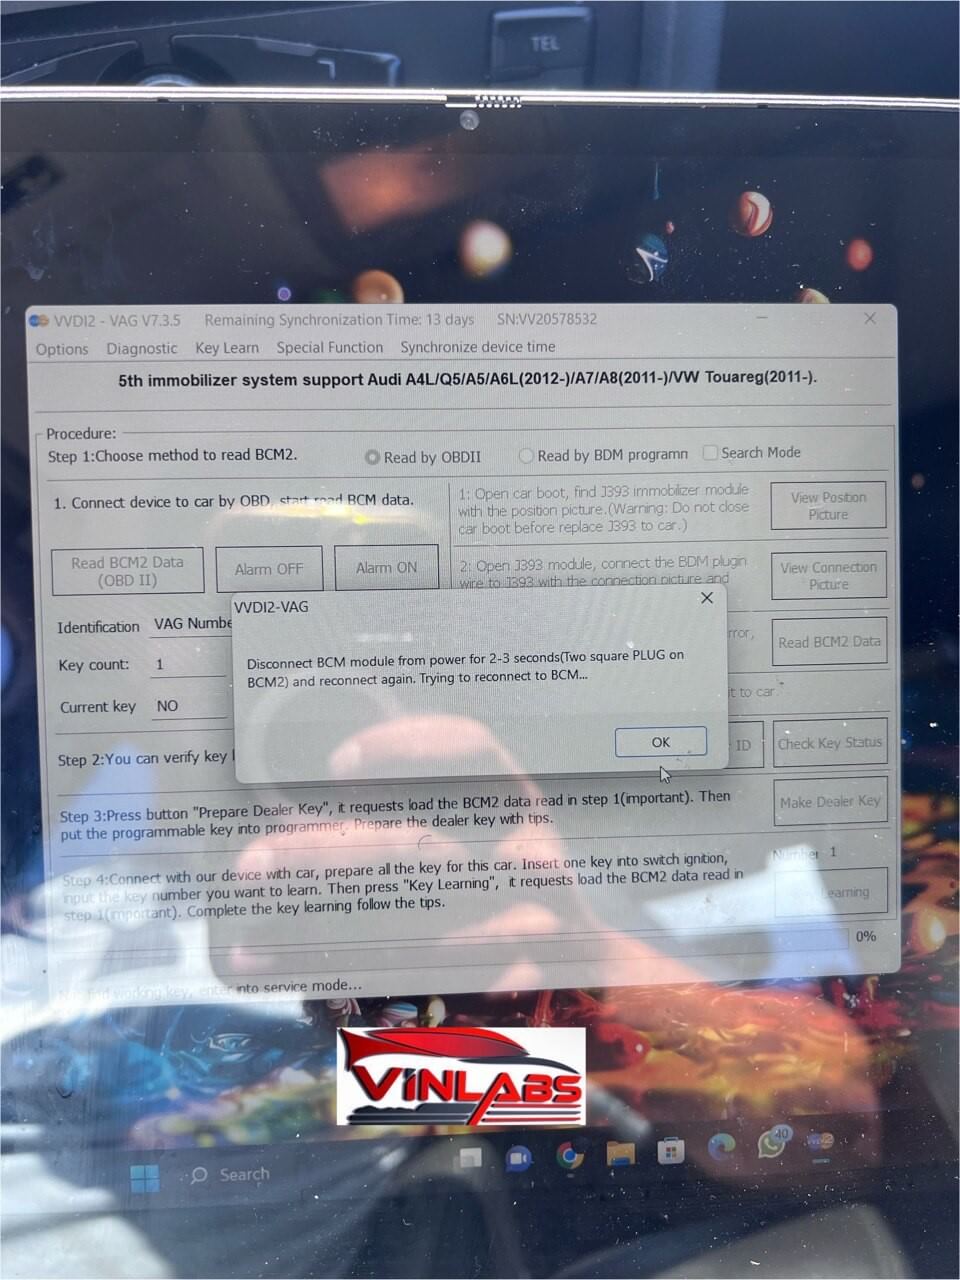 TEL
VVDI2 - VAG V7.3.5 Remaining Synchronization Time: 13 days SN:VV20578532
Options Diagnostic Key Learn Special Function Synchronize device time
5th immobilizer system support Audi A4L/Q5/A5/A6L(2012-)/A7/A8(2011-)/VW Touareg(2011-).
Procedure:
Step 1:Choose method to read BCM2. Read by OBDII Read by BDM programn Search Mode
1. Connect device to car by OBD, start read BCM data.
1: Open car boot, find J393 immobilizer module
with the position picture.(Warning: Do not close
car boot before replace J393 to car.)
View Position
Picture
Read BCM2 Data
(OBD II)
Alarm OFF
Alarm ON
2: Open J393 module, connect the BDM plugin
wire to J393 with the connection picture and
View Connection
Picture
VVDI2-VAG
Identification VAG Numbe
Disconnect BCM module from power for 2-3 seconds(Two square PLUG on
BCM2) and reconnect again. Trying to reconnect to BCM...
OK
rror,
Read BCM2 Data
Key count: 1
it to car.
Current key NO
Step 2:You can verify key
ID
Check Key Status
Step 3:Press button "Prepare Dealer Key", it requests load the BCM2 data read in step 1(important). Then
put the programmable key into programmer. Prepare the dealer key with tips.
Make Dealer Key
Step 4:Connect with our device with car, prepare all the key for this car. Insert one key into switch ignition,
input the key number you want to learn. Then press "Key Learning", it requests load the BCM2 data read in
step 1(important). Complete the key learning follow the tips.
Number 1
Learning
0%
working key, enter into service mode...
VINLABS
Search
40